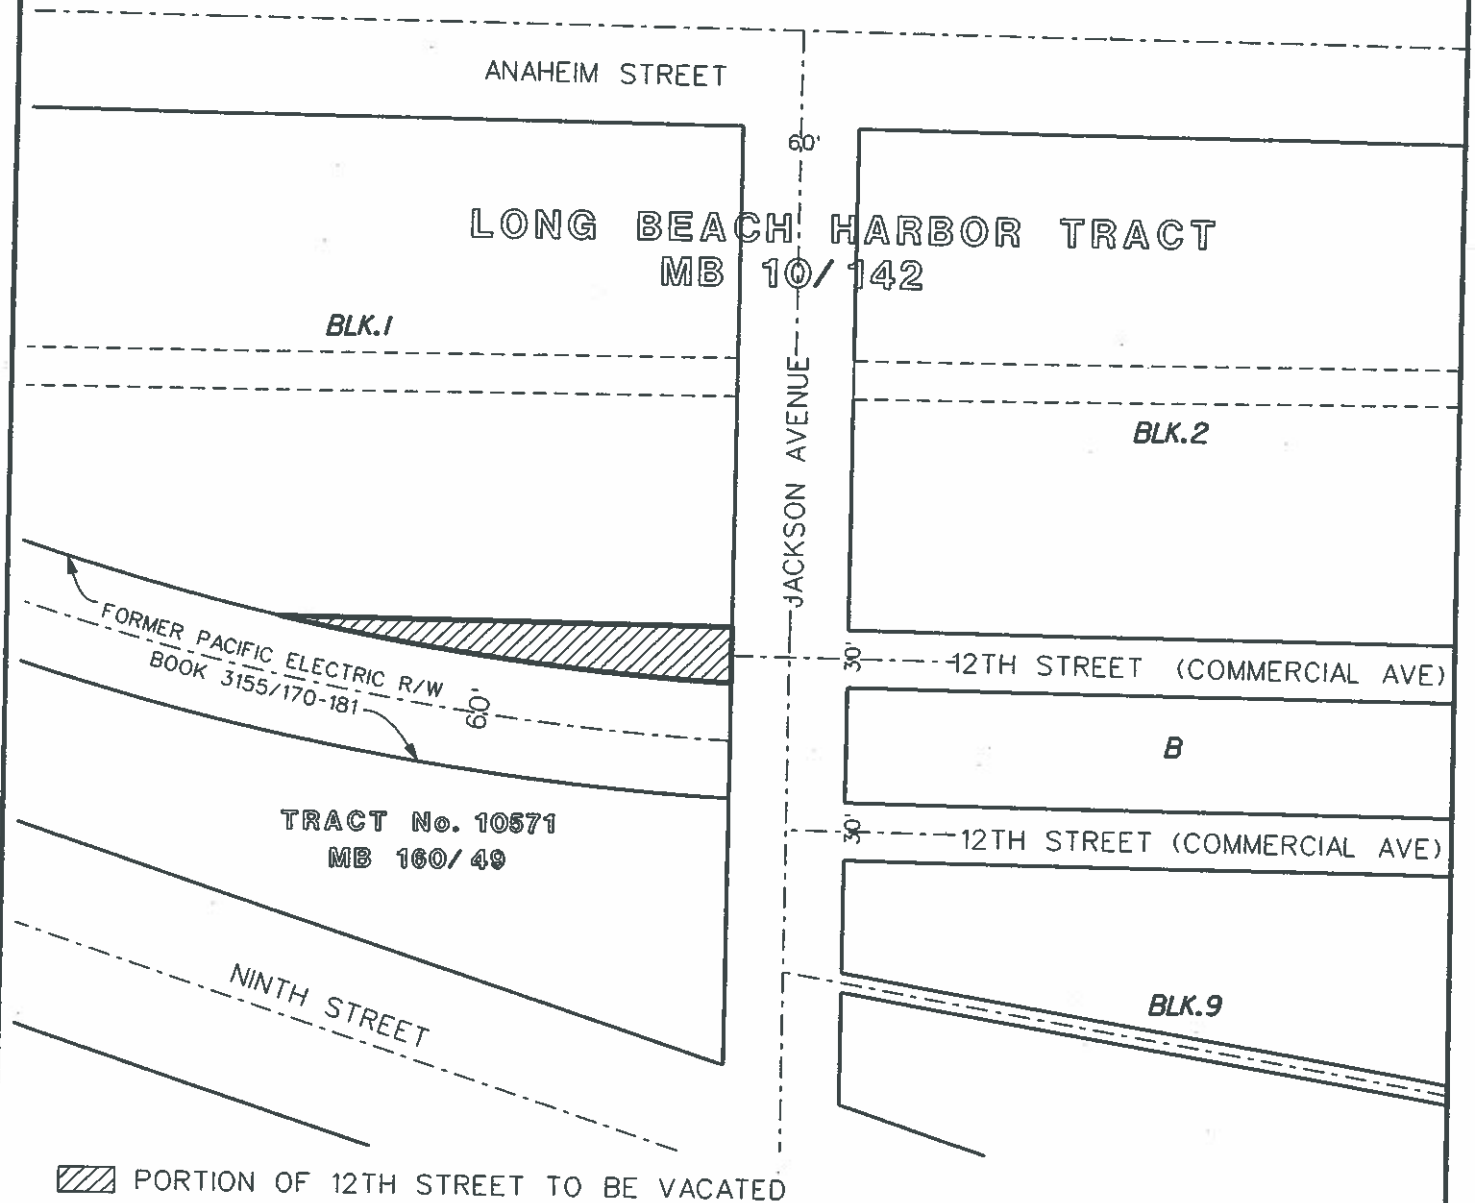 ANAHEIM STREET
60'
LONG BEACH HARBOR TRACT
MB 10/142
BLK.1
JACKSON AVENUE
BLK.2
FORMER PACIFIC ELECTRIC R/W
BOOK 3155/170-181
60'
30'
12TH STREET (COMMERCIAL AVE)
B
TRACT No. 10571
MB 160/49
30'
12TH STREET (COMMERCIAL AVE)
NINTH STREET
BLK.9
PORTION OF 12TH STREET TO BE VACATED